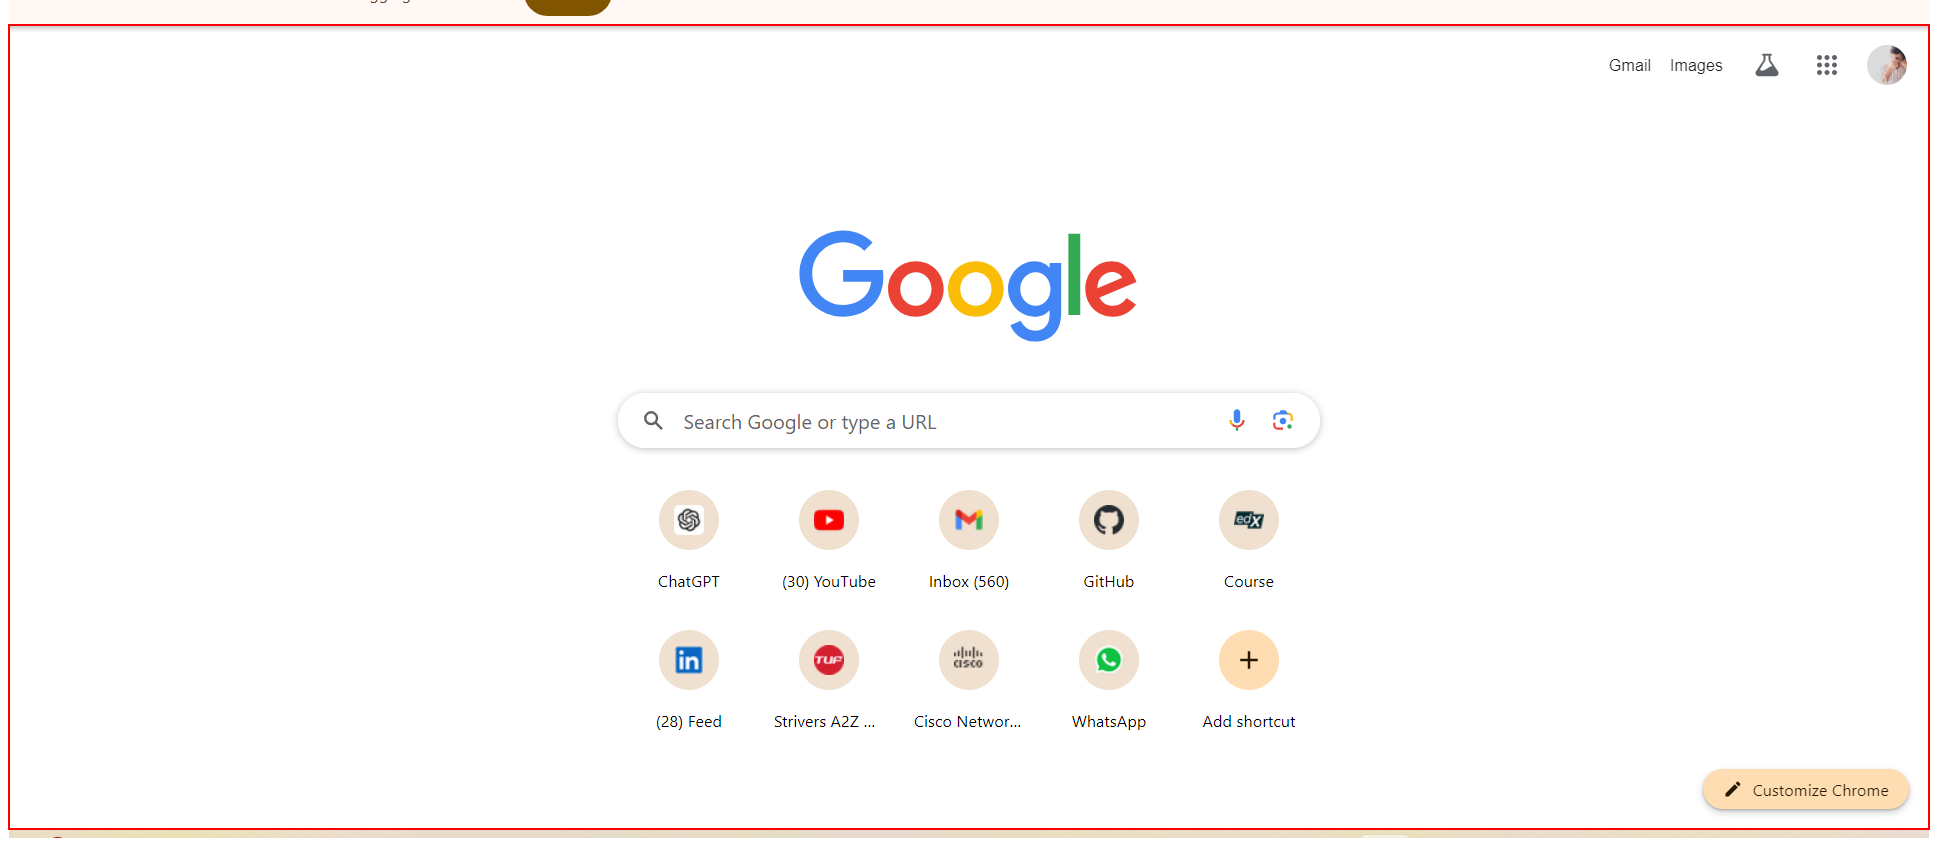 Gmail Images
Google
Search Google or type a URL
edX
ChatGPT (30) YouTube Inbox (560) GitHub Course
in TUF cisco
(28) Feed Strivers A2Z ... Cisco Networ... WhatsApp Add shortcut
Customize Chrome